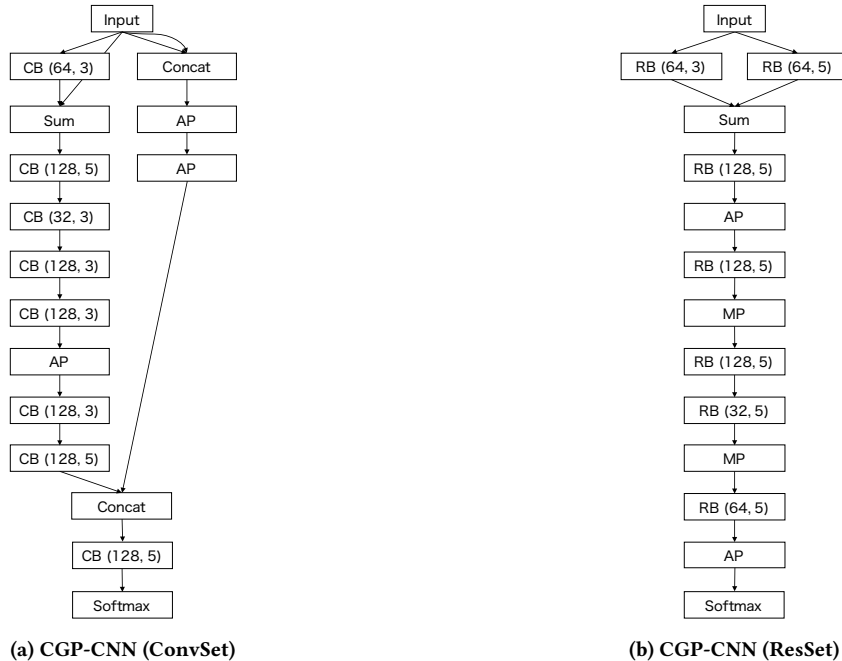 Input
CB (64, 3)
Concat
Sum
AP
CB (128, 5)
AP
CB (32, 3)
CB (128, 3)
CB (128, 3)
AP
CB (128, 3)
CB (128, 5)
Concat
CB (128, 5)
Softmax
(a) CGP-CNN (ConvSet)
Input
RB (64, 3)
RB (64, 5)
Sum
RB (128, 5)
AP
RB (128, 5)
MP
RB (128, 5)
RB (32, 5)
MP
RB (64, 5)
AP
Softmax
(b) CGP-CNN (ResSet)